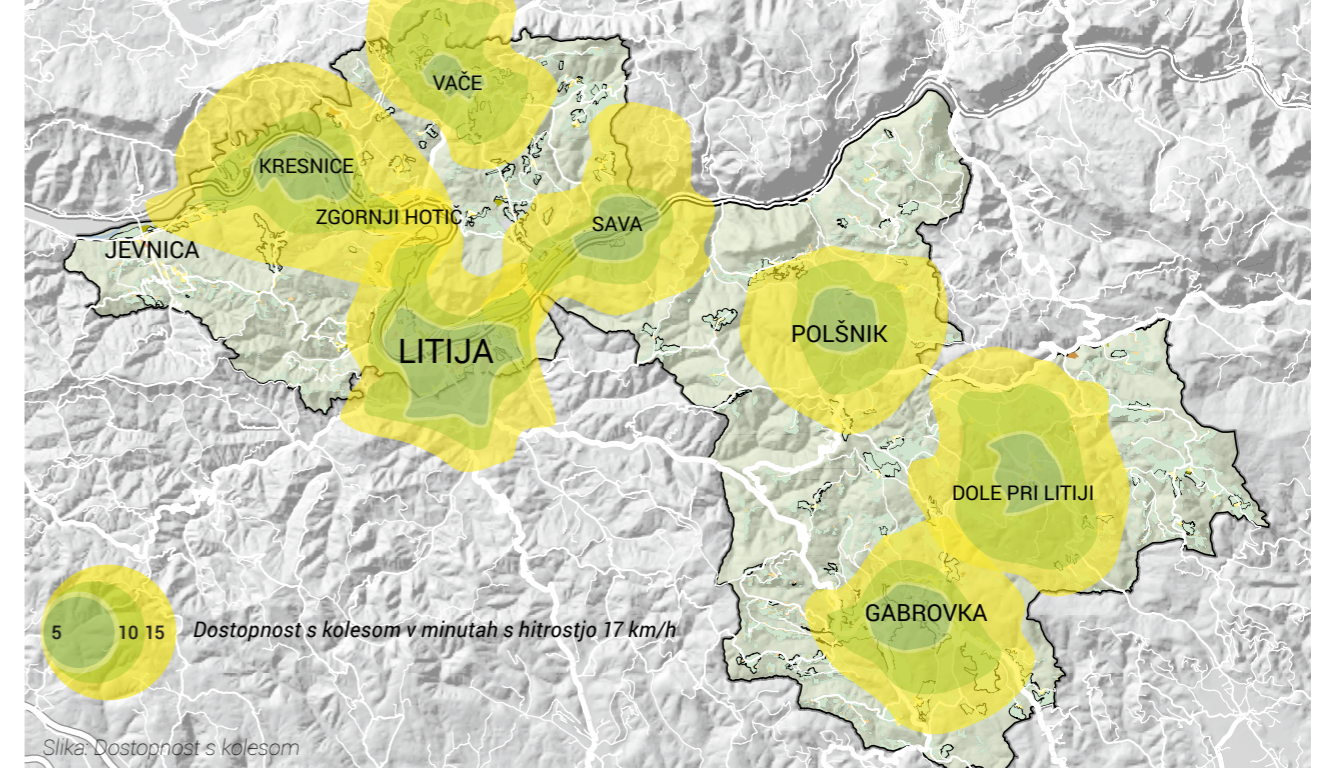 VAČE
KRESNICE
ZGORNJI HOTIČ
SAVA
JEVNICA
LITIJA
POLŠNIK
DOLE PRI LITIJI
GABROVKA
5 10 15 Dostopnost s kolesom v minutah s hitrostjo 17 km/h
Slika: Dostopnost s kolesom